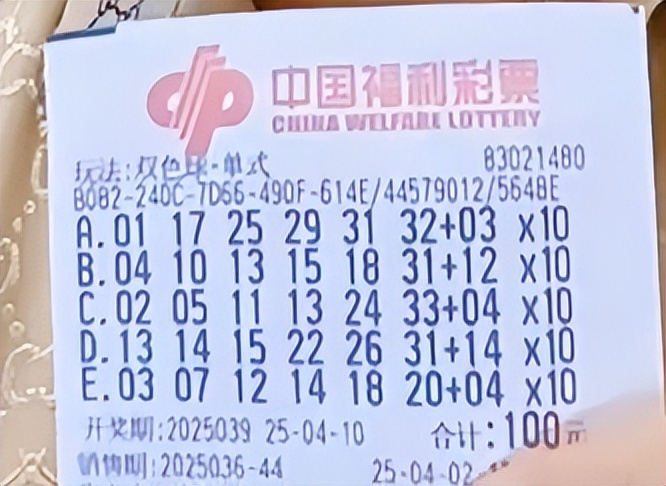 中国福利彩票
CHINA WELFARE LOTTERY
玩法:双色球-单式 83021480
B082-240C-7D66-490F-614E/44579012/5648E
A.01 17 25 29 31 32+03 x10
B.04 10 13 15 18 31+12 x10
C.02 05 11 13 24 33+04 x10
D.13 14 15 22 26 31+14 x10
E.03 07 12 14 18 20+04 x10
开奖期:2025039 25-04-10 合计:100元
销售期:2025036-44 25-04-02